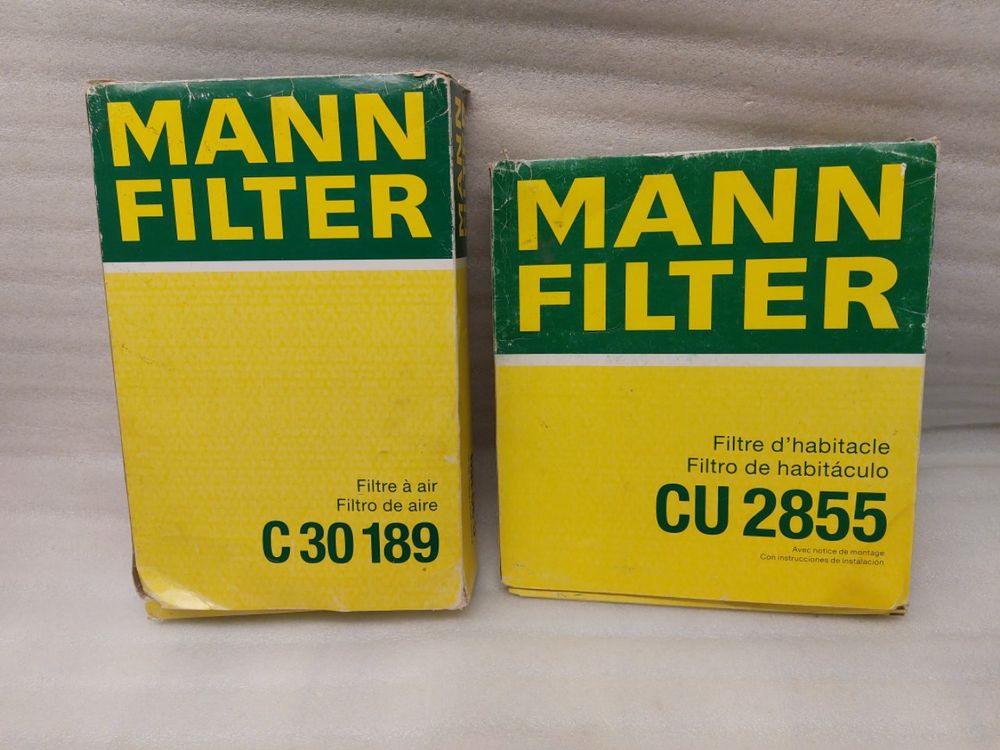 MANN
FILTER
MANN
Filtre à air
Filtro de aire
C 30 189
MANN
FILTER
Filtre d'habitacle
Filtro de habitáculo
CU 2855
Avec notice de montage
Con instrucciones de instalación